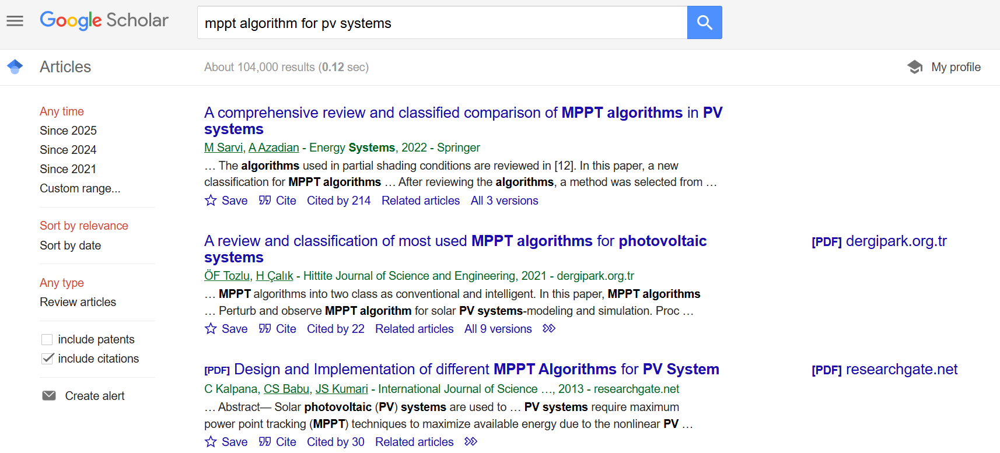 Google Scholar
mppt algorithm for pv systems
Articles
About 104,000 results (0.12 sec)
My profile
Any time
Since 2025
Since 2024
Since 2021
Custom range...
Sort by relevance
Sort by date
Any type
Review articles
include patents
include citations
Create alert
A comprehensive review and classified comparison of MPPT algorithms in PV
systems
M Sarvi, A Azadian - Energy Systems, 2022 - Springer
… The algorithms used in partial shading conditions are reviewed in [12]. In this paper, a new
classification for MPPT algorithms … After reviewing the algorithms, a method was selected from …
Save Cite Cited by 214 Related articles All 3 versions
A review and classification of most used MPPT algorithms for photovoltaic
systems
[PDF] dergipark.org.tr
ÖF Tozlu, H Çalık - Hittite Journal of Science and Engineering, 2021 - dergipark.org.tr
… MPPT algorithms into two class as conventional and intelligent. In this paper, MPPT algorithms
… Perturb and observe MPPT algorithm for solar PV systems-modeling and simulation. Proc …
Save Cite Cited by 22 Related articles All 9 versions
[PDF] Design and Implementation of different MPPT Algorithms for PV System
[PDF] researchgate.net
C Kalpana, CS Babu, JS Kumari - International Journal of Science …, 2013 - researchgate.net
… Abstract— Solar photovoltaic (PV) systems are used to … PV systems require maximum
power point tracking (MPPT) techniques to maximize available energy due to the nonlinear PV …
Save Cite Cited by 30 Related articles